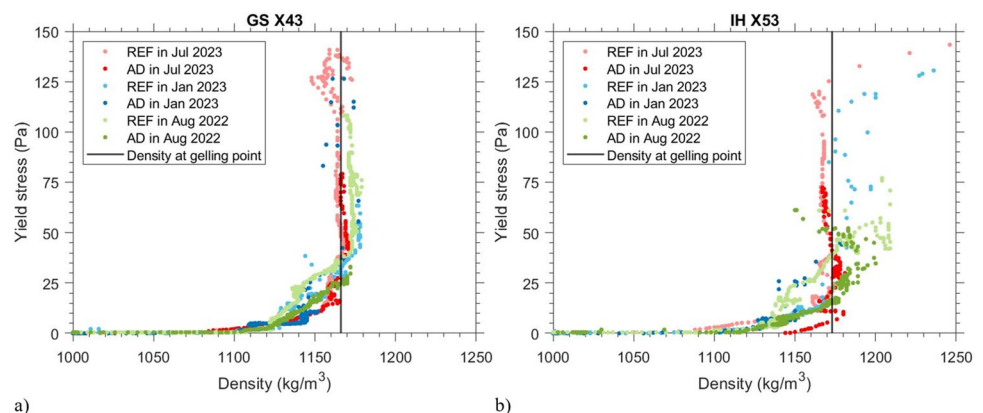 GS X43
150
125
100
75
50
25
0
Yield stress (Pa)
REF in Jul 2023
AD in Jul 2023
REF in Jan 2023
AD in Jan 2023
REF in Aug 2022
AD in Aug 2022
Density at gelling point
1000 1050 1100 1150 1200 1250
Density (kg/m³)
a)
IH X53
150
125
100
75
50
25
0
Yield stress (Pa)
REF in Jul 2023
AD in Jul 2023
REF in Jan 2023
AD in Jan 2023
REF in Aug 2022
AD in Aug 2022
Density at gelling point
1000 1050 1100 1150 1200 1250
Density (kg/m³)
b)